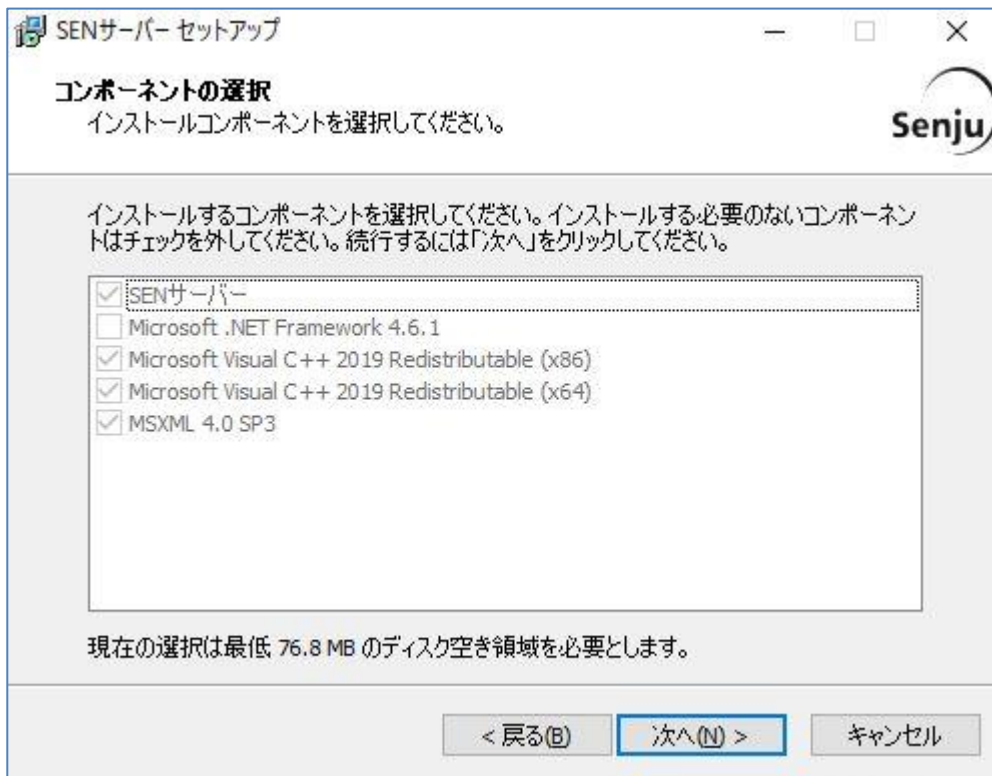 SENサーバー セットアップ
コンポーネントの選択
インストールコンポーネントを選択してください。
Senju
インストールするコンポーネントを選択してください。インストールする必要のないコンポーネン
トはチェックを外してください。続行するには「次へ」をクリックしてください。
SENサーバー
Microsoft .NET Framework 4.6.1
Microsoft Visual C++ 2019 Redistributable (x86)
Microsoft Visual C++ 2019 Redistributable (x64)
MSXML 4.0 SP3
現在の選択は最低 76.8 MB のディスク空き領域を必要とします。
< 戻る(B)
次へ(N) >
キャンセル